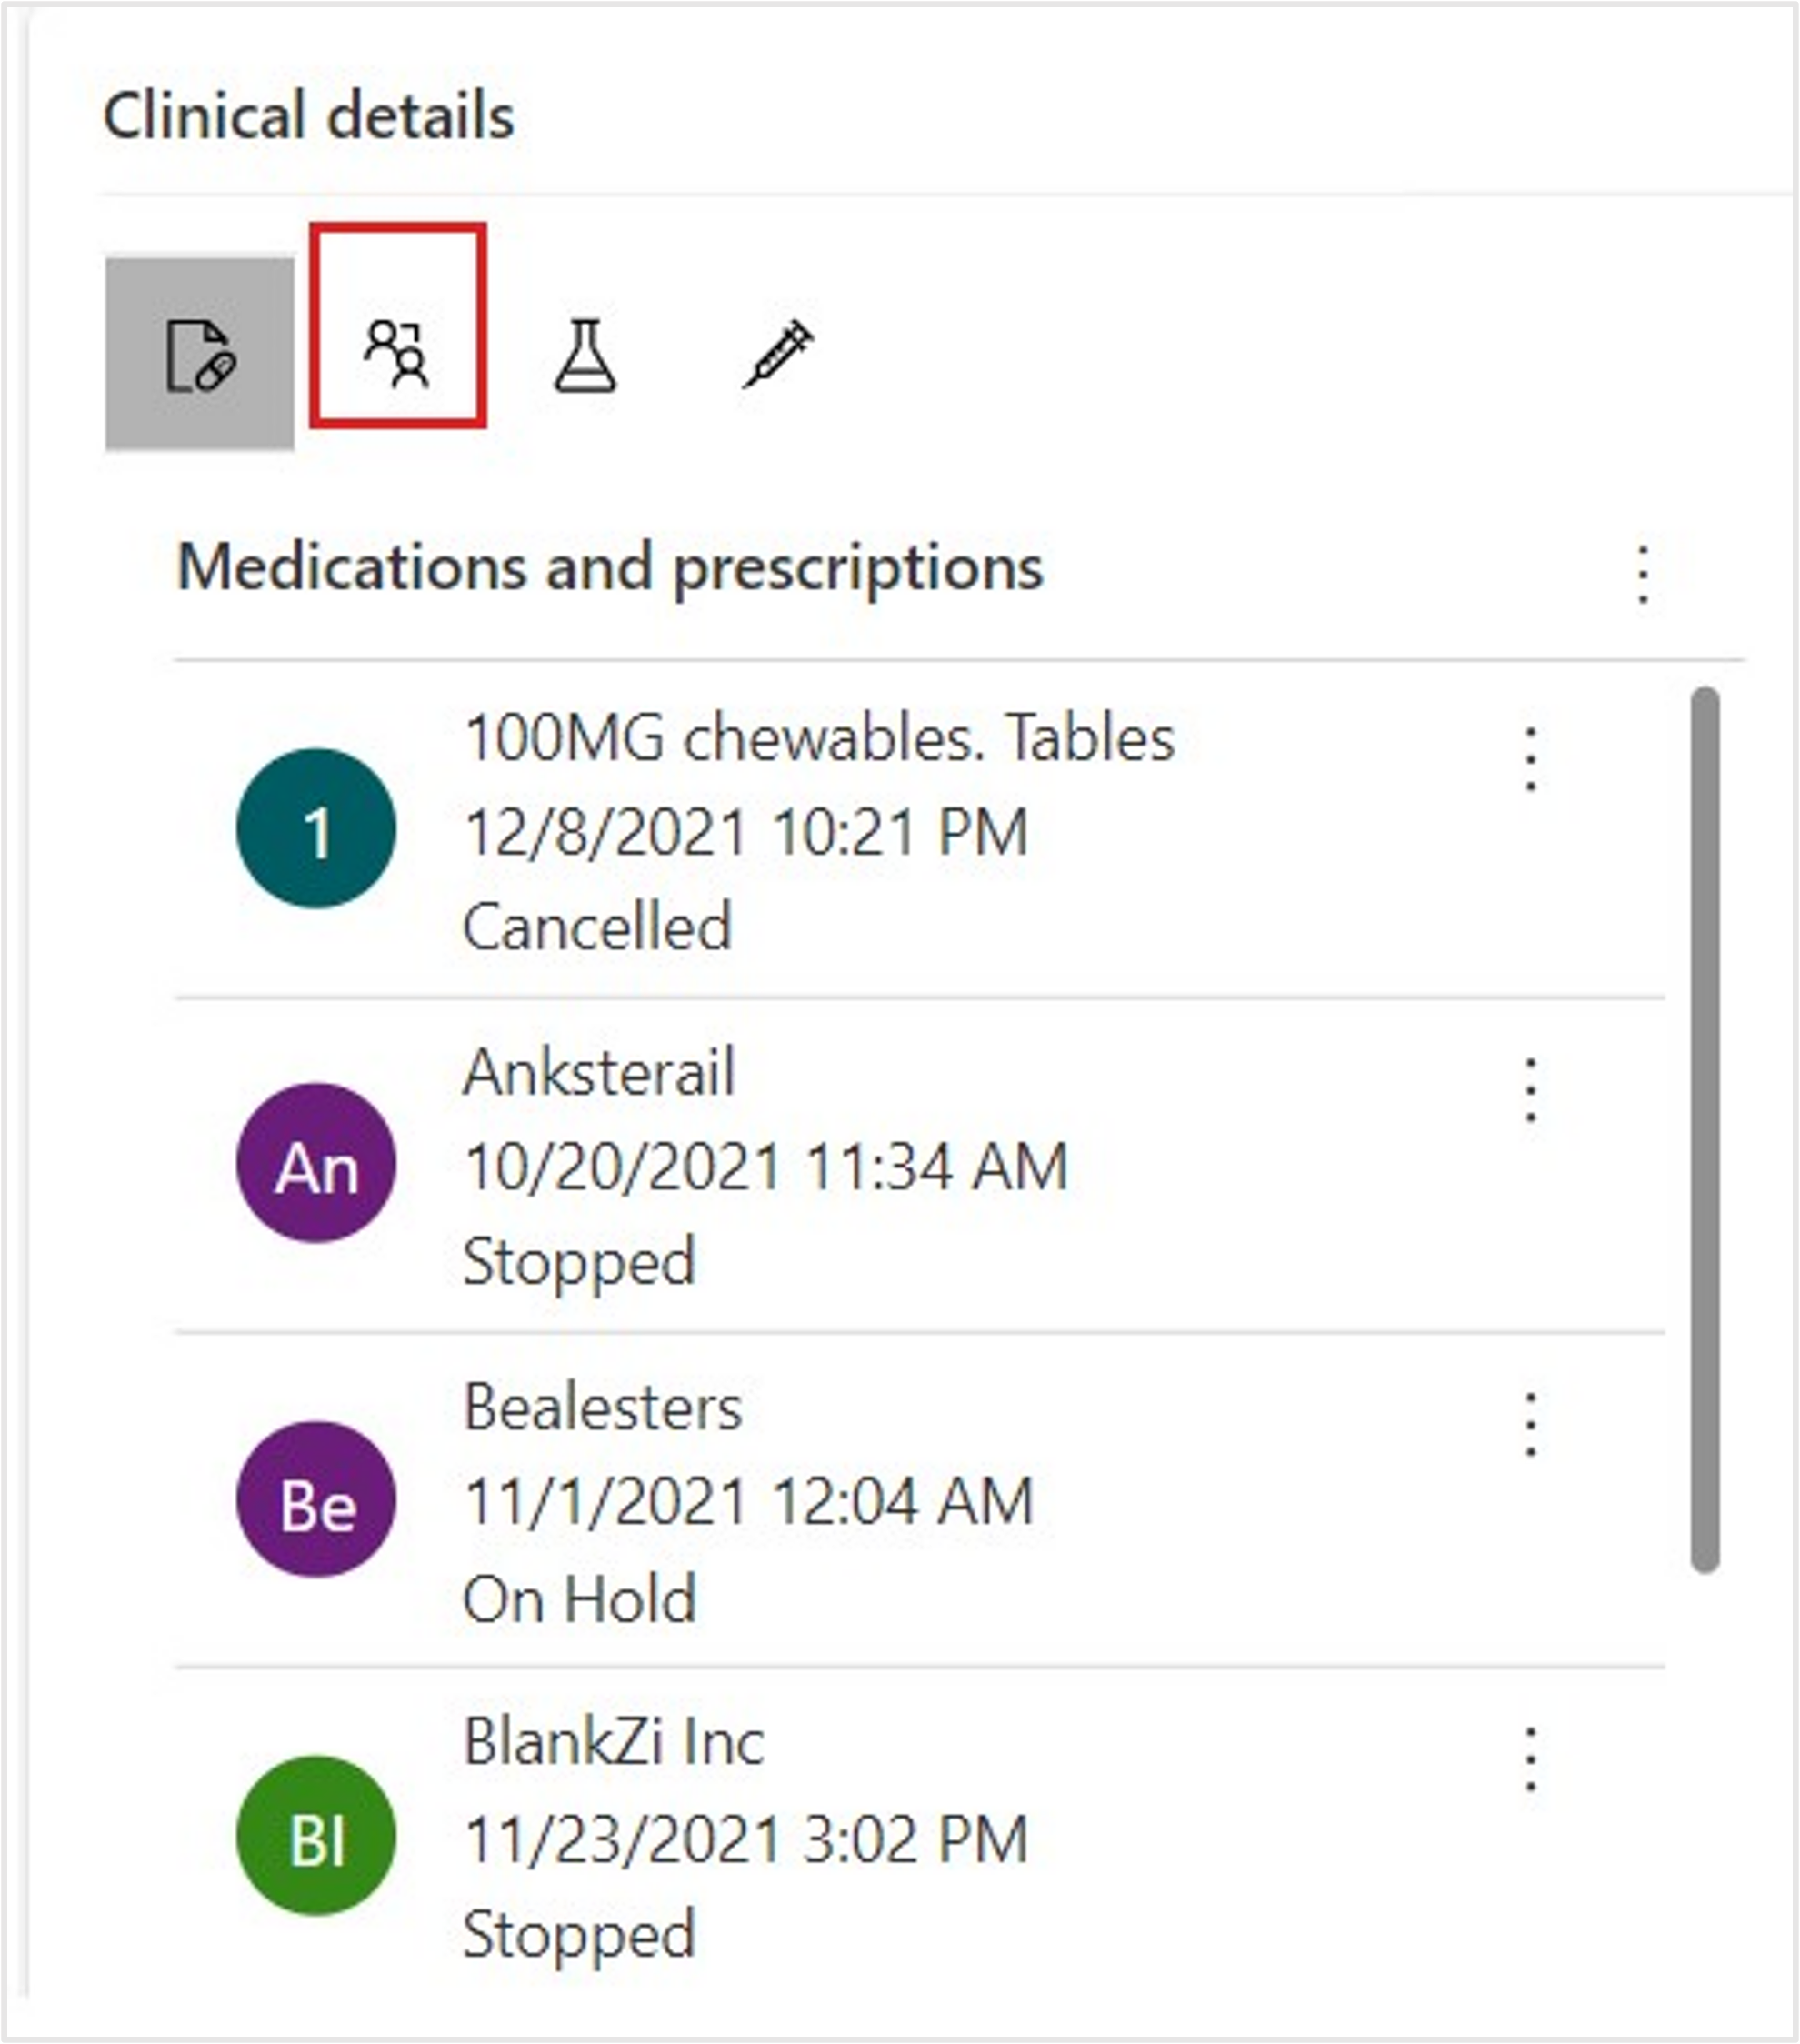 Clinical details
Medications and prescriptions
100MG chewables. Tables
1
12/8/2021 10:21 PM
Cancelled
Anksterail
An
10/20/2021 11:34 AM
Stopped
Bealesters
Be
11/1/2021 12:04 AM
On Hold
BlankZi Inc
Bl
11/23/2021 3:02 PM
Stopped